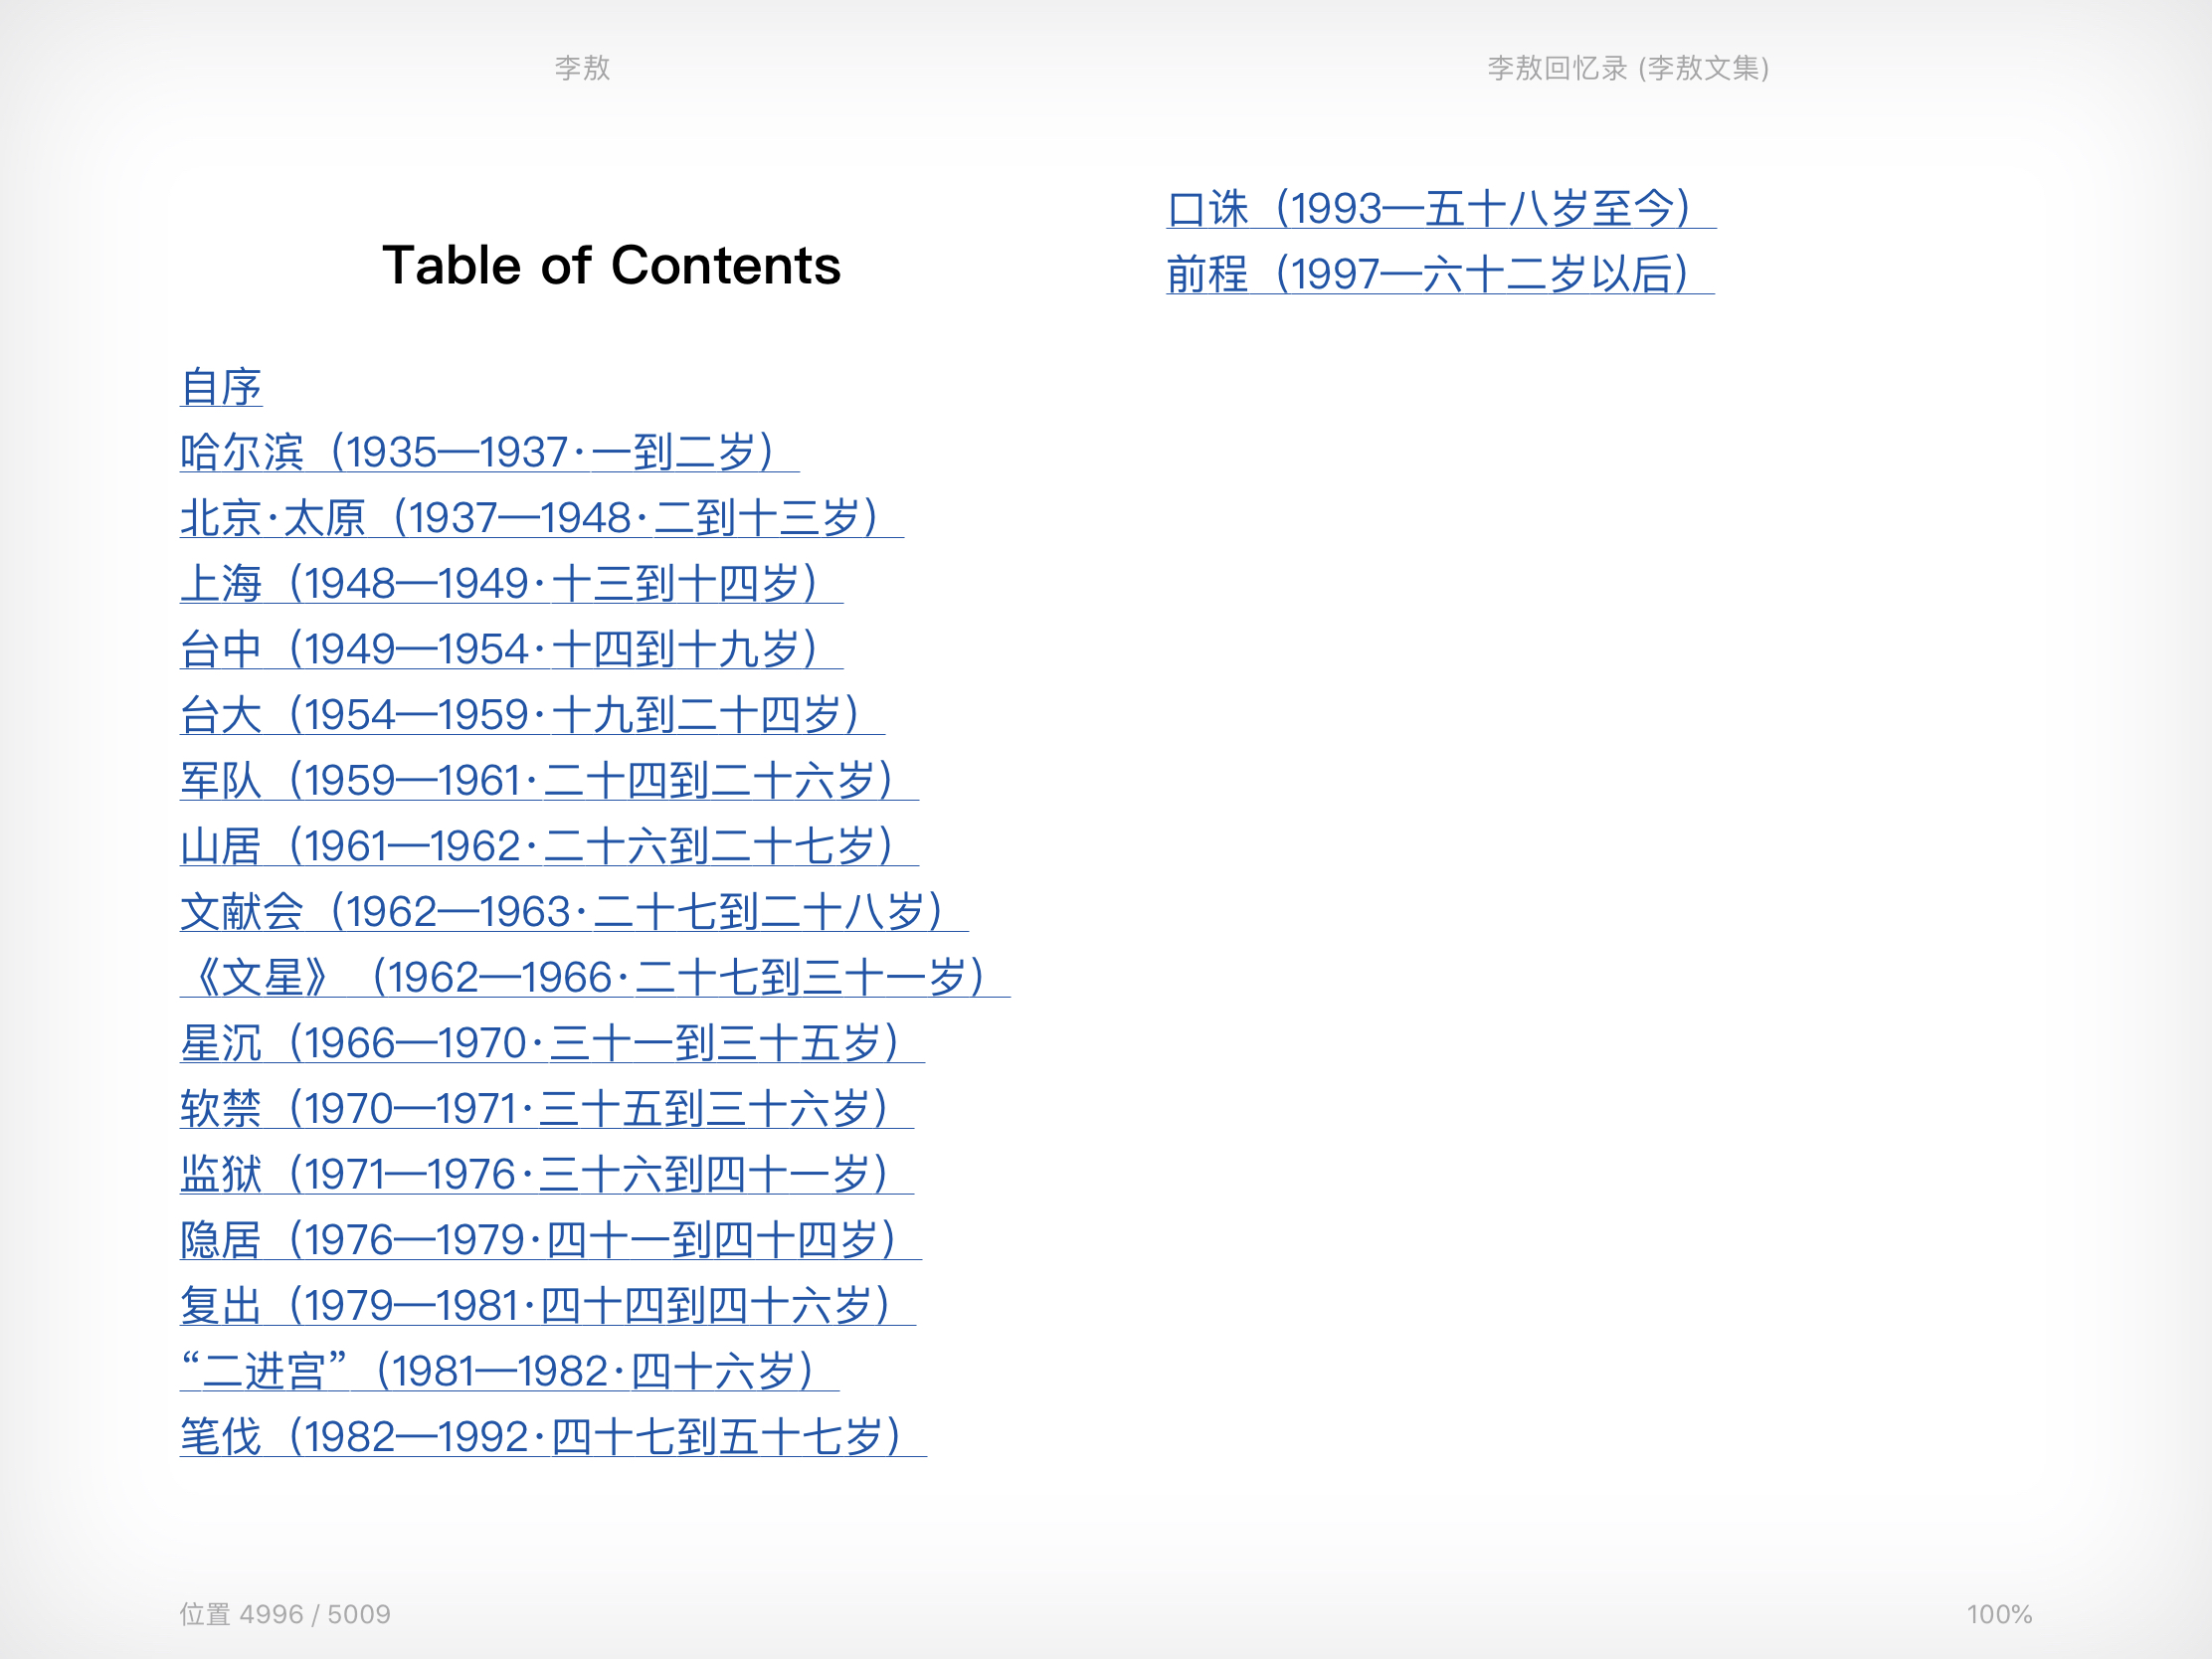 李敖
李敖回忆录 (李敖文集)
Table of Contents
自序
哈尔滨（1935—1937·一到二岁）
北京·太原（1937—1948·二到十三岁）
上海（1948—1949·十三到十四岁）
台中（1949—1954·十四到十九岁）
台大（1954—1959·十九到二十四岁）
军队（1959—1961·二十四到二十六岁）
山居（1961—1962·二十六到二十七岁）
文献会（1962—1963·二十七到二十八岁）
《文星》（1962—1966·二十七到三十一岁）
星沉（1966—1970·三十一到三十五岁）
软禁（1970—1971·三十五到三十六岁）
监狱（1971—1976·三十六到四十一岁）
隐居（1976—1979·四十一到四十四岁）
复出（1979—1981·四十四到四十六岁）
“二进宫”（1981—1982·四十六岁）
笔伐（1982—1992·四十七到五十七岁）
口诛（1993—五十八岁至今）
前程（1997—六十二岁以后）
位置 4996 / 5009
100%